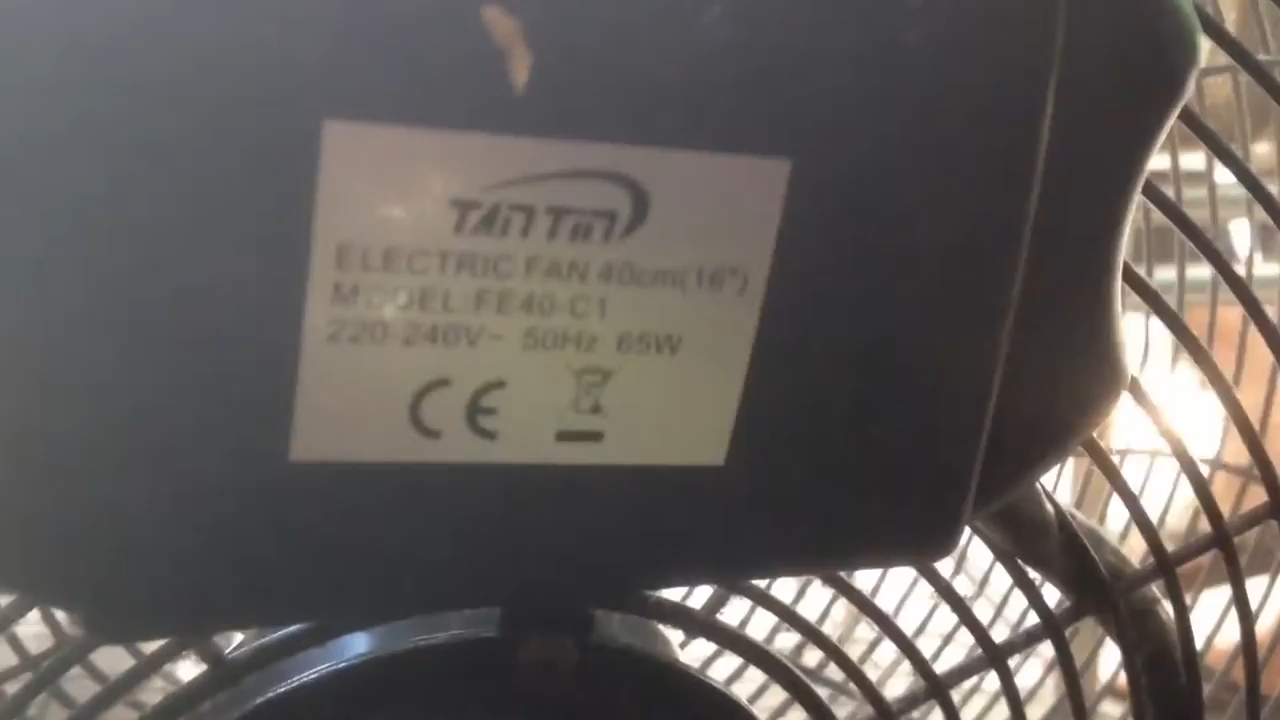 TAN TAN
ELECTRIC FAN 40cm(16")
MODEL:FE40-C1
220-240V~ 50Hz 65W
CE